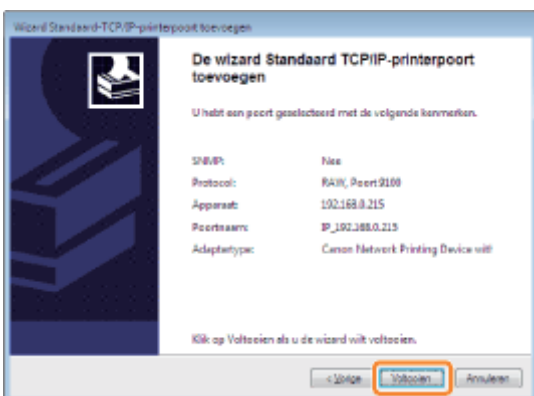 Wizard Standaard-TCP/IP-printerpoort toevoegen
De wizard Standaard TCP/IP-printerpoort
toevoegen
U hebt een poort geselecteerd met de volgende kenmerken.
SNMP: Nee
Protocol: RAW, Poort 9100
Apparaat: 192.168.0.215
Poortnaam: IP_192.168.0.215
Adaptertype: Canon Network Printing Device with
Klik op Voltooien als u de wizard wilt voltooien.
< Vorige Voltooien Annuleren